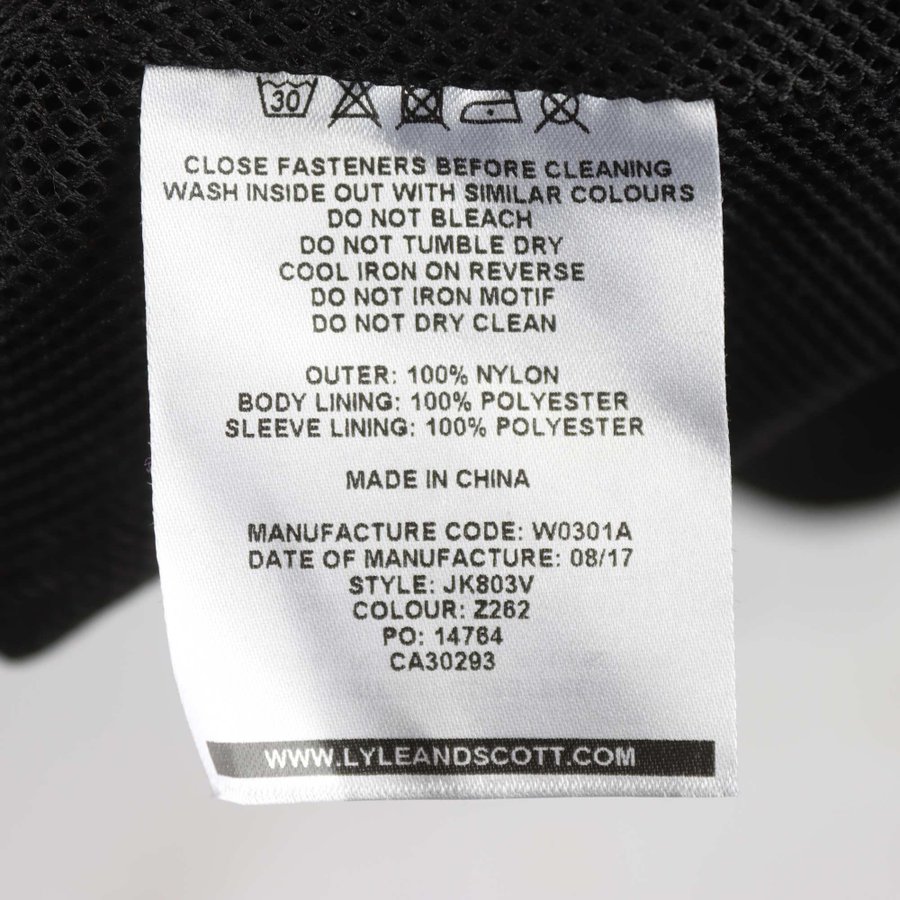 30
CLOSE FASTENERS BEFORE CLEANING
WASH INSIDE OUT WITH SIMILAR COLOURS
DO NOT BLEACH
DO NOT TUMBLE DRY
COOL IRON ON REVERSE
DO NOT IRON MOTIF
DO NOT DRY CLEAN
OUTER: 100% NYLON
BODY LINING: 100% POLYESTER
SLEEVE LINING: 100% POLYESTER
MADE IN CHINA
MANUFACTURE CODE: W0301A
DATE OF MANUFACTURE: 08/17
STYLE: JK803V
COLOUR: Z262
PO: 14764
CA30293
WWW.LYLEANDSCOTT.COM